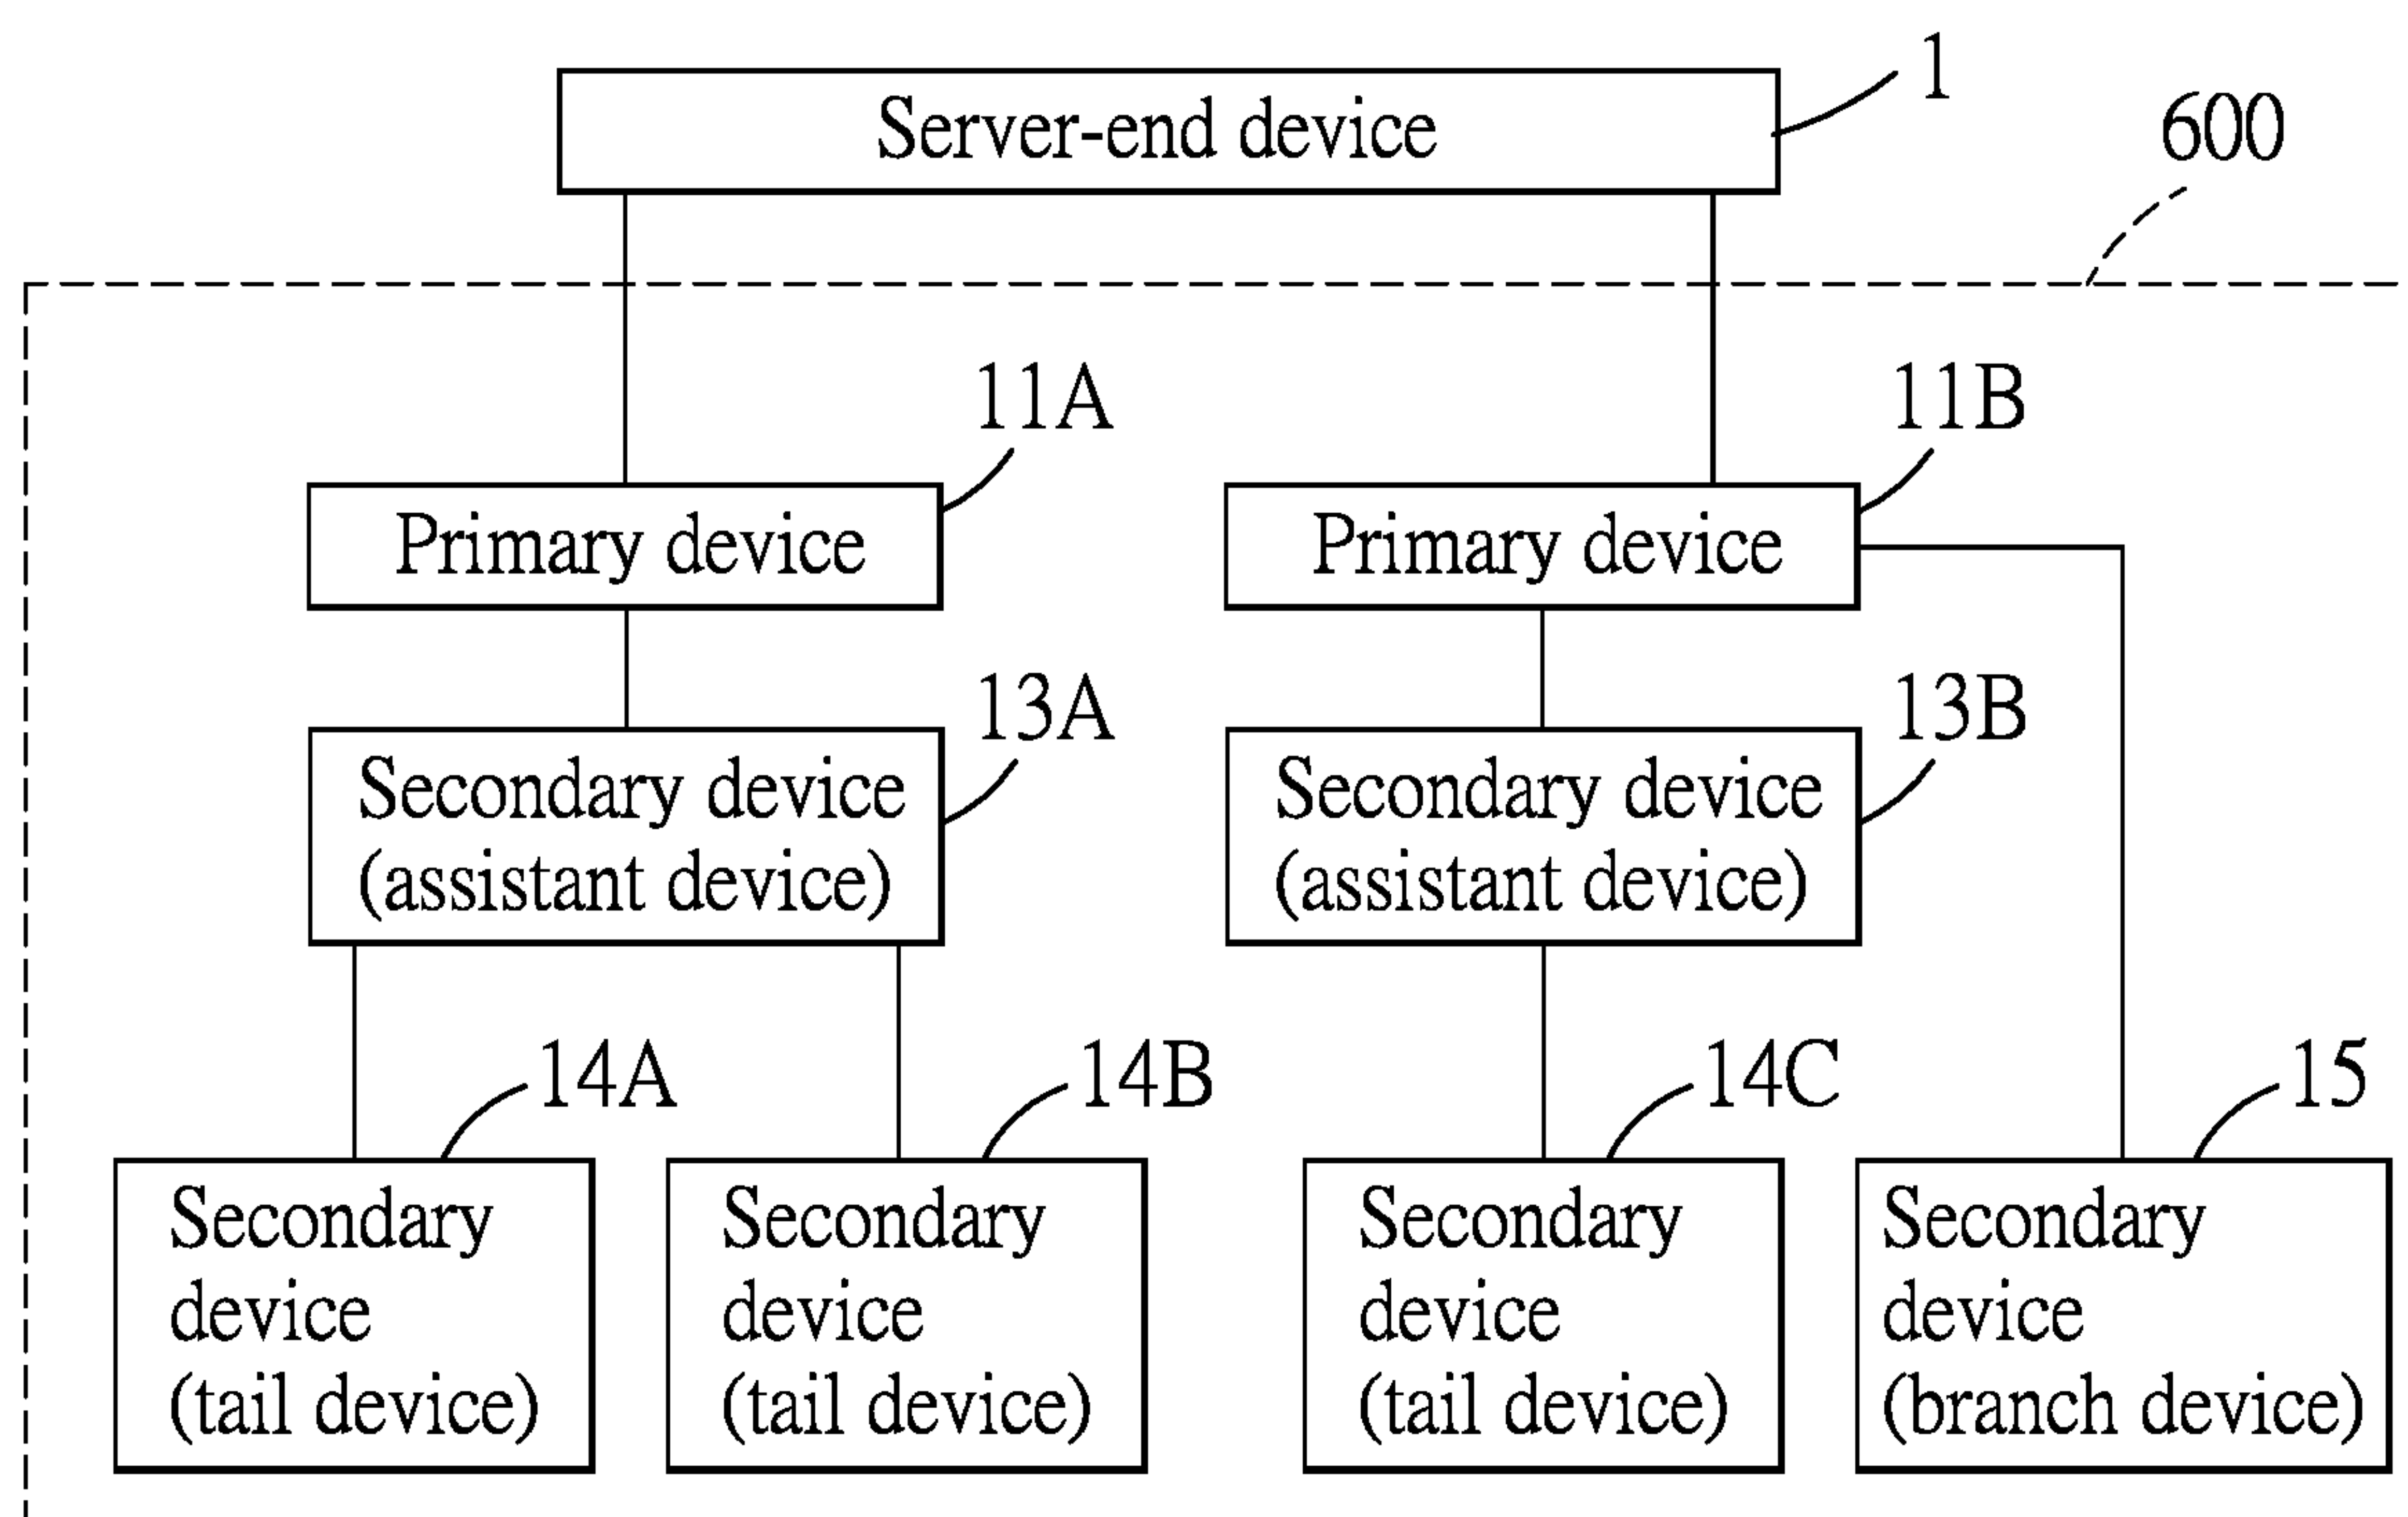 1
Server-end device
600
11A
11B
Primary device
Primary device
13A
13B
Secondary device
(assistant device)
Secondary device
(assistant device)
14A
14B
14C
15
Secondary
device
(tail device)
Secondary
device
(tail device)
Secondary
device
(tail device)
Secondary
device
(branch device)